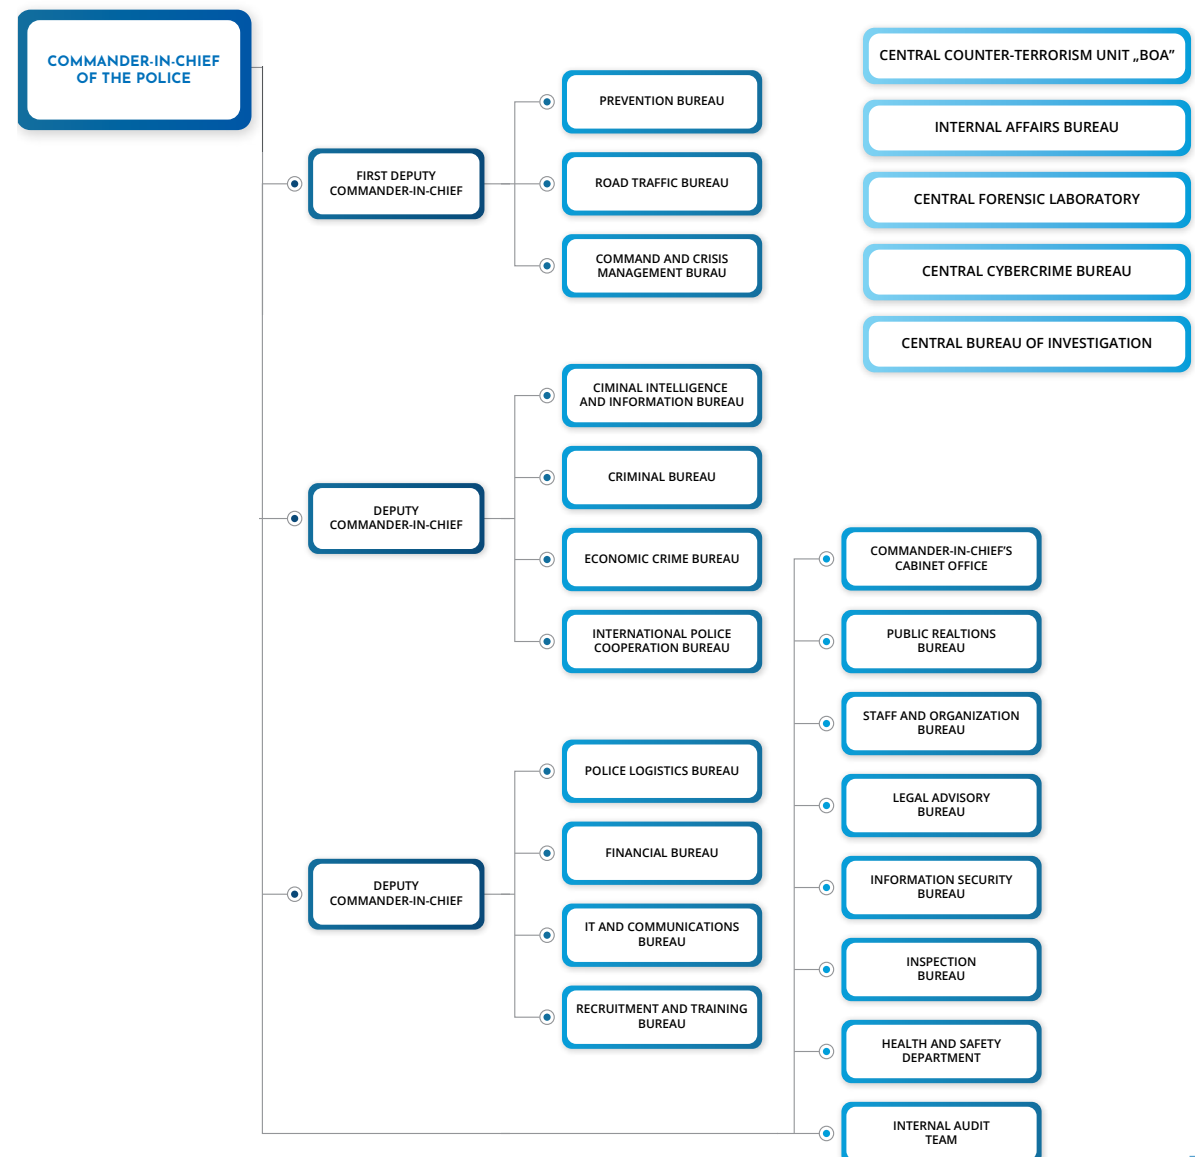 COMMANDER-IN-CHIEF
OF THE POLICE
FIRST DEPUTY
COMMANDER-IN-CHIEF
PREVENTION BUREAU
ROAD TRAFFIC BUREAU
COMMAND AND CRISIS
MANAGEMENT BURAU
DEPUTY
COMMANDER-IN-CHIEF
CIMINAL INTELLIGENCE
AND INFORMATION BUREAU
CRIMINAL BUREAU
ECONOMIC CRIME BUREAU
INTERNATIONAL POLICE
COOPERATION BUREAU
DEPUTY
COMMANDER-IN-CHIEF
POLICE LOGISTICS BUREAU
FINANCIAL BUREAU
IT AND COMMUNICATIONS
BUREAU
RECRUITMENT AND TRAINING
BUREAU
COMMANDER-IN-CHIEF'S
CABINET OFFICE
PUBLIC REALTIONS
BUREAU
STAFF AND ORGANIZATION
BUREAU
LEGAL ADVISORY
BUREAU
INFORMATION SECURITY
BUREAU
INSPECTION
BUREAU
HEALTH AND SAFETY
DEPARTMENT
INTERNAL AUDIT
TEAM
CENTRAL COUNTER-TERRORISM UNIT „BOA”
INTERNAL AFFAIRS BUREAU
CENTRAL FORENSIC LABORATORY
CENTRAL CYBERCRIME BUREAU
CENTRAL BUREAU OF INVESTIGATION